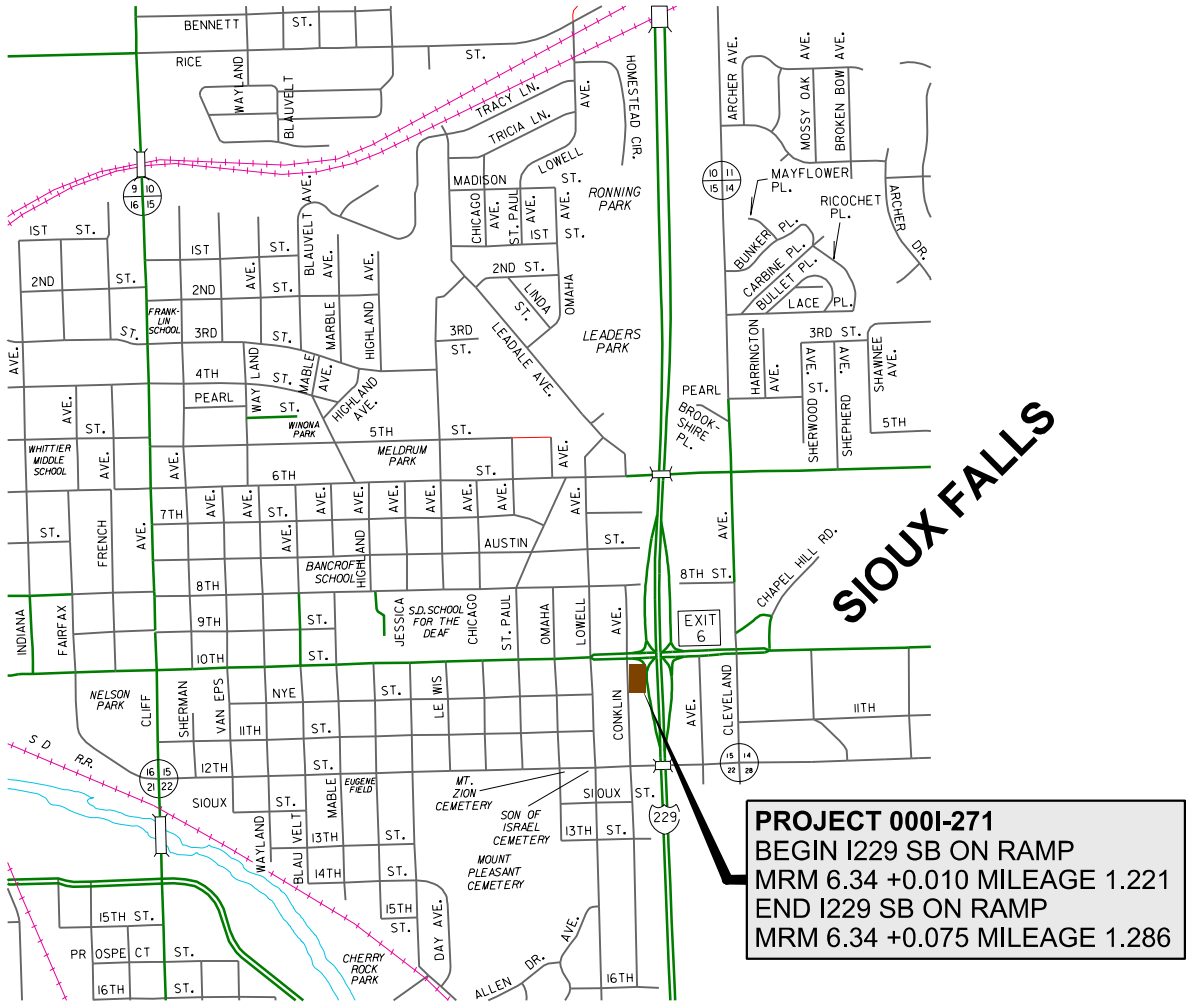 BENNETT ST.
RICE ST.
WAYLAND
BLAUVELT
TRACY LN.
TRICIA LN.
AVE.
HOMESTEAD CIR.
ARCHER AVE.
MOSSY OAK AVE.
BROKEN BOW AVE.
LOWELL
MADISON ST.
RONNING
PARK
CHICAGO AVE.
ST. PAUL AVE.
AVE.
1ST ST.
9 10
16 15
10 11
15 14
MAYFLOWER
PL.
RICOCHET
PL.
ARCHER DR.
BUNKER PL.
CARBINE PL.
BULLET PL.
LACE PL.
1ST ST.
1ST ST.
BLAUVELT AVE.
AVE.
AVE.
AVE.
2ND ST.
2ND ST.
2ND ST.
LINDA
ST.
OMAHA
FRANK-
LIN
SCHOOL
ST.
3RD ST.
MARBLE
HIGHLAND
3RD
ST.
LEADALE AVE.
LEADERS
PARK
HARRINGTON
AVE.
3RD ST.
SHERWOOD ST.
AVE.
SHEPHERD
AVE.
SHAWNEE
AVE
AVE.
4TH ST.
MABLE
AVE.
PEARL ST.
WAY LAND
HIGHLAND
AVE.
WINONA
PARK
PEARL
BROOK-
SHIRE
PL.
5TH
AVE.
ST.
5TH ST.
WHITTIER
MIDDLE
SCHOOL
AVE.
AVE.
MELDRUM
PARK
AVE.
6TH ST.
SIOUX FALLS
7TH ST.
AVE.
AVE.
AVE.
AVE.
AVE.
AVE.
AVE.
AVE.
AVE.
AVE.
AVE.
ST.
FRENCH
AVE.
AUSTIN ST.
BANCROFT
SCHOOL
HIGHLAND
8TH
8TH ST.
CHAPEL HILL RD.
INDIANA
FAIRFAX
9TH ST.
JESSICA
S.D. SCHOOL
FOR THE
DEAF
CHICAGO
ST. PAUL
OMAHA
LOWELL
AVE.
EXIT
6
10TH ST.
NELSON
PARK
CLIFF
SHERMAN
VAN EPS
NYE ST.
LE WIS
CONKLIN
AVE.
CLEVELAND
11TH
11TH ST.
S D
RR.
16 15
21 22
12TH ST.
15 14
22 28
SIOUX ST.
MABLE
EUGENE
FIELD
MT.
ZION
CEMETERY
SIOUX ST.
SON OF
ISRAEL
CEMETERY
229
WAYLAND
BLAU VELT
13TH ST.
13TH ST.
14TH ST.
MOUNT
PLEASANT
CEMETERY
15TH
ST.
DAY AVE.
15TH ST.
PR OSPE CT ST.
16TH ST.
CHERRY
ROCK
PARK
ALLEN DR.
AVE.
16TH
PROJECT 000I-271
BEGIN I229 SB ON RAMP
MRM 6.34 +0.010 MILEAGE 1.221
END I229 SB ON RAMP
MRM 6.34 +0.075 MILEAGE 1.286